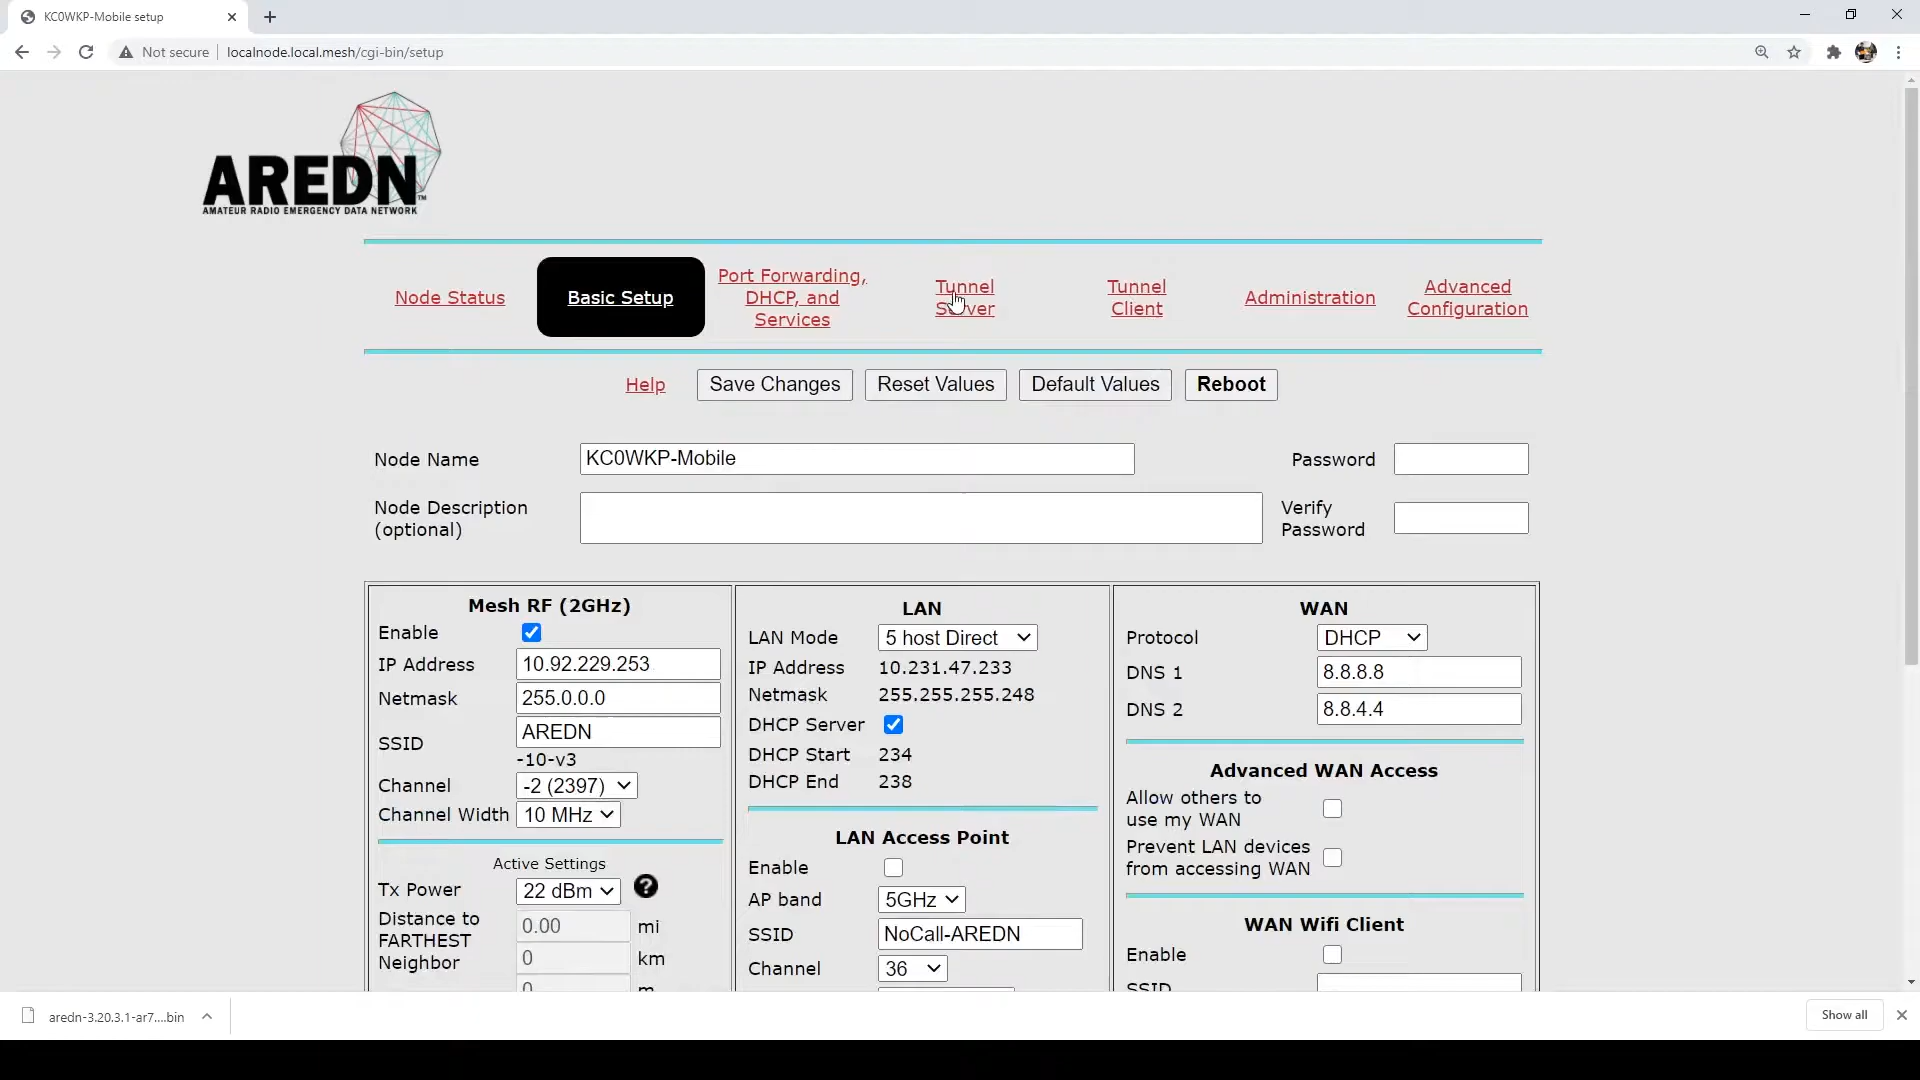 KC0WKP-Mobile setup
Not secure
localnode.local.mesh/cgi-bin/setup
AREDN
TM
AMATEUR RADIO EMERGENCY DATA NETWORK
Node Status
Basic Setup
Port Forwarding,
DHCP, and
Services
Tunnel
Server
Tunnel
Client
Administration
Advanced
Configuration
Help
Save Changes
Reset Values
Default Values
Reboot
Node Name
KC0WKP-Mobile
Password
Node Description
(optional)
Verify
Password
Mesh RF (2GHz)
Enable
IP Address 10.92.229.253
Netmask 255.0.0.0
SSID AREDN
-10-v3
Channel -2 (2397)
Channel Width 10 MHz
Active Settings
Tx Power 22 dBm ?
Distance to
FARTHEST
Neighbor
0.00 mi
0 km
0 m
LAN
LAN Mode 5 host Direct
IP Address 10.231.47.233
Netmask 255.255.255.248
DHCP Server
DHCP Start 234
DHCP End 238
LAN Access Point
Enable
AP band 5GHz
SSID NoCall-AREDN
Channel 36
WAN
Protocol DHCP
DNS 1 8.8.8.8
DNS 2 8.8.4.4
Advanced WAN Access
Allow others to
use my WAN
Prevent LAN devices
from accessing WAN
WAN Wifi Client
Enable
SSID
aredn-3.20.3.1-ar7....bin
Show all